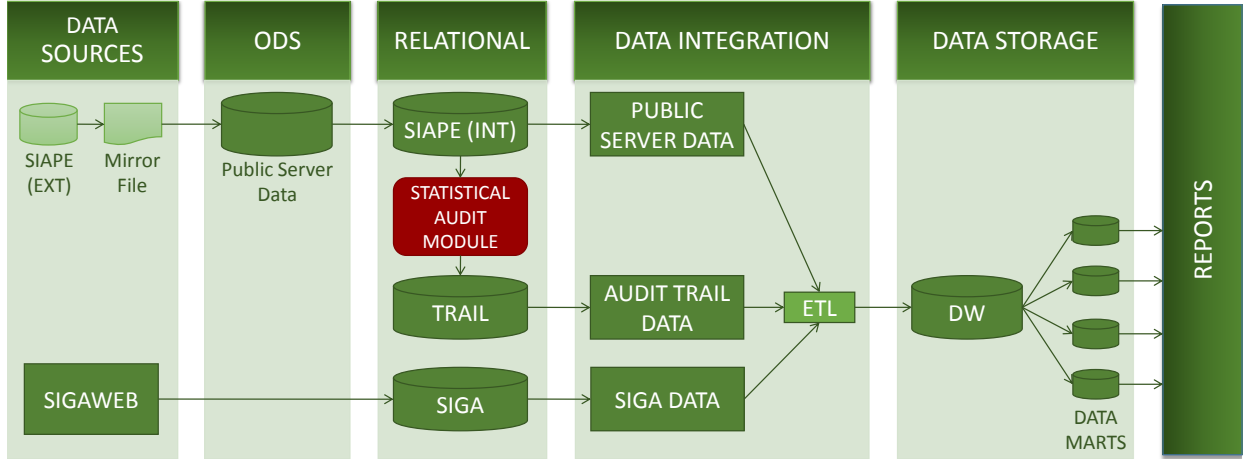 DATA
SOURCES
ODS
RELATIONAL
DATA INTEGRATION
DATA STORAGE
REPORTS
SIAPE
(EXT)
Mirror
File
Public Server
Data
SIAPE (INT)
PUBLIC
SERVER DATA
STATISTICAL
AUDIT
MODULE
TRAIL
AUDIT TRAIL
DATA
ETL
DW
SIGAWEB
SIGA
SIGA DATA
DATA
MARTS